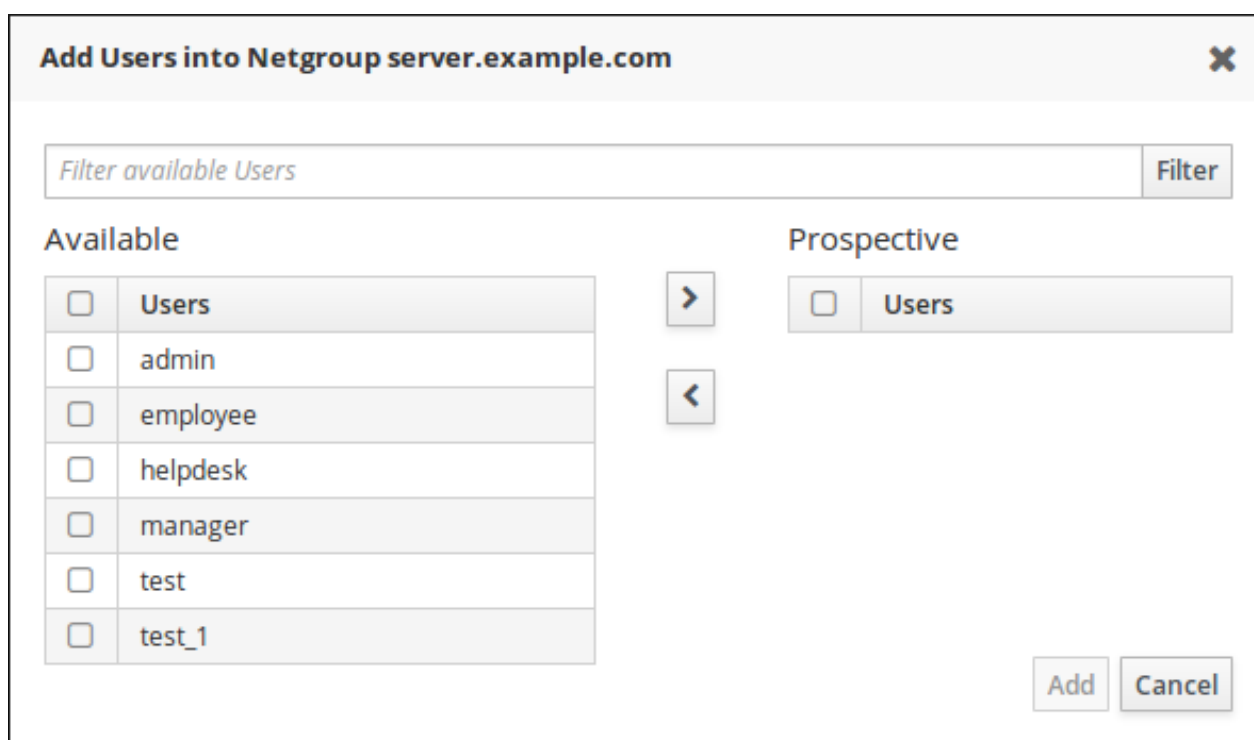 Add Users into Netgroup server.example.com
Filter available Users
Filter
Available
Prospective
Users
Users
admin
employee
helpdesk
manager
test
test_1
Add
Cancel